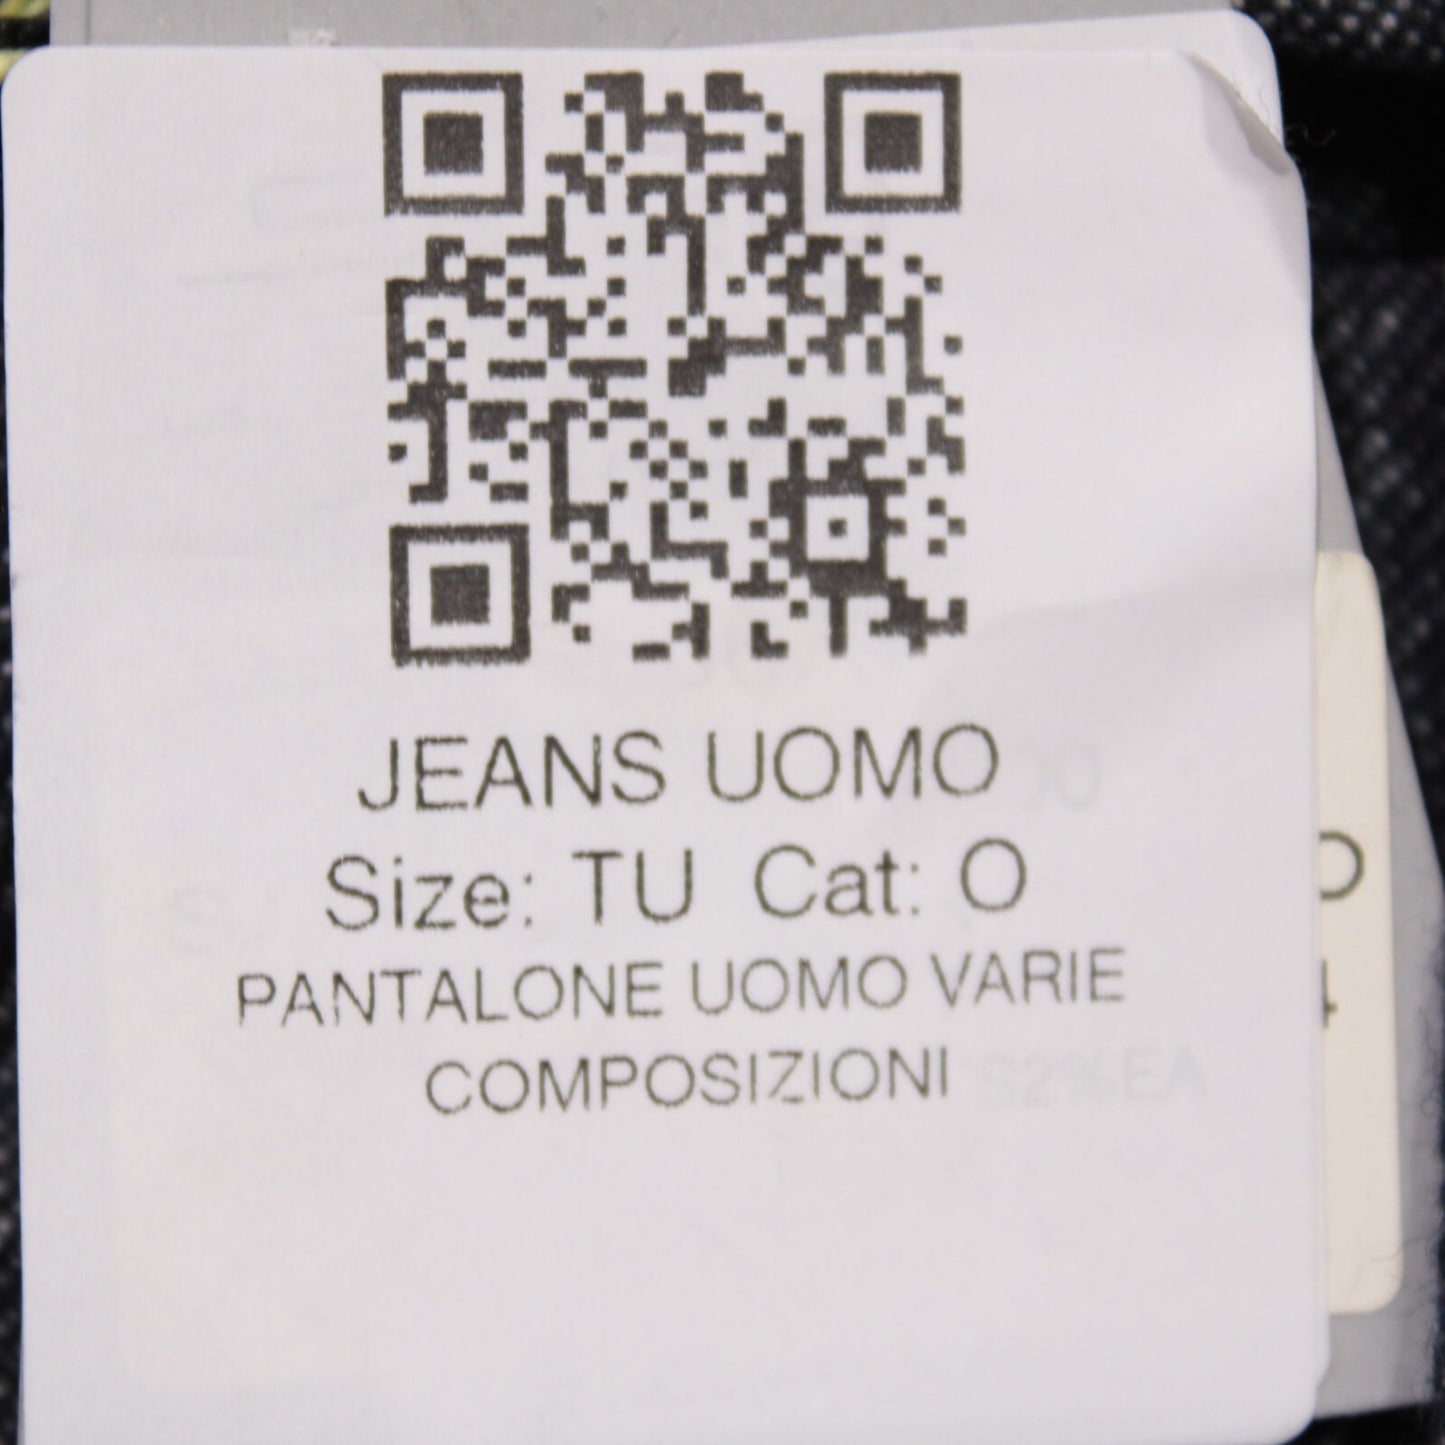 JEANS UOMO
Size: TU Cat: O
PANTALONE UOMO VARIE
COMPOSIZIONI